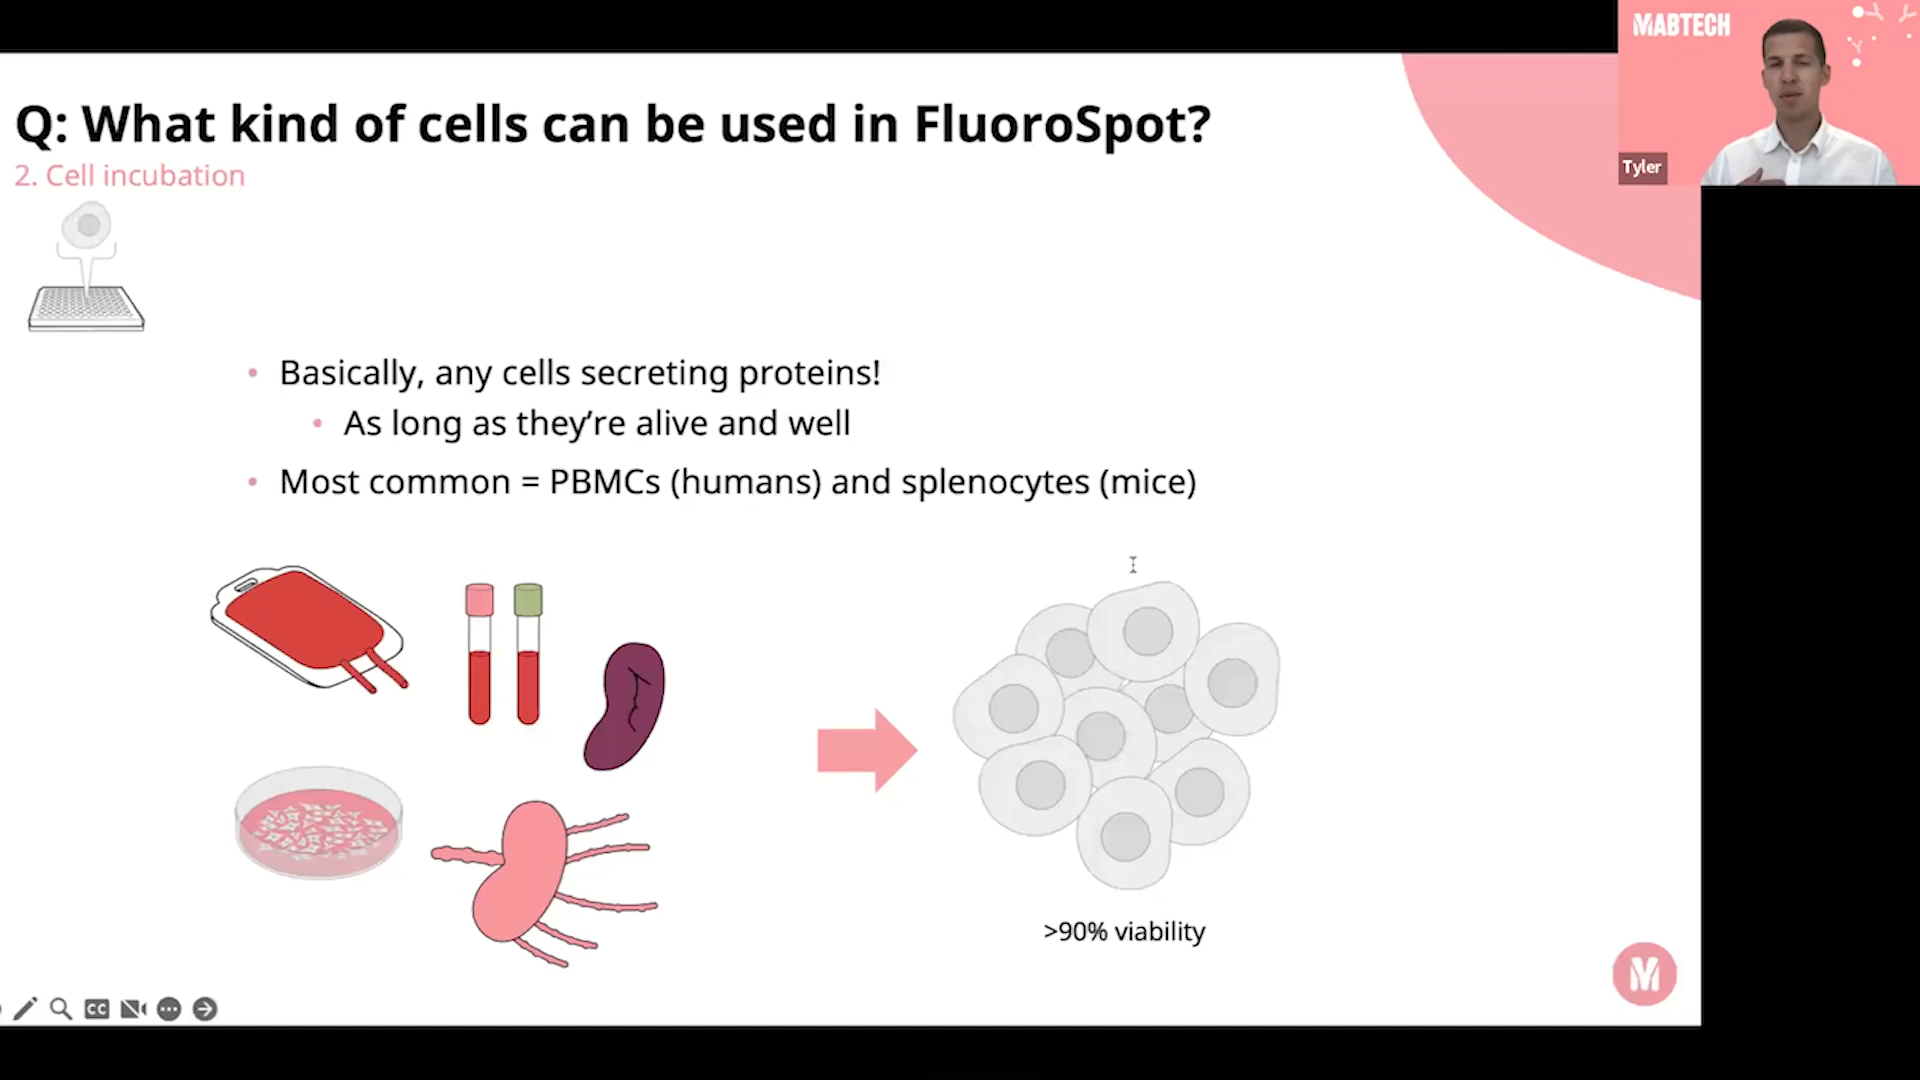 MABTECH
Tyler
Q: What kind of cells can be used in FluoroSpot?
2. Cell incubation
Basically, any cells secreting proteins!
As long as they’re alive and well
Most common = PBMCs (humans) and splenocytes (mice)
>90% viability
M
CC